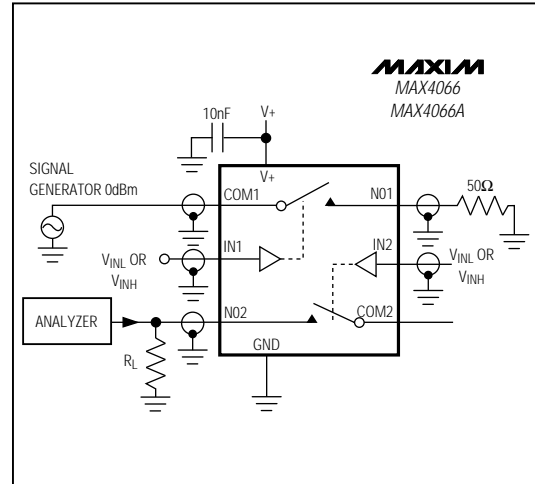 MAXIM
MAX4066
MAX4066A
10nF
V+
V+
SIGNAL
GENERATOR 0dBm
COM1
N01
50Ω
IN1
IN2
VINL OR
VINH
VINL OR
VINH
ANALYZER
N02
COM2
RL
GND